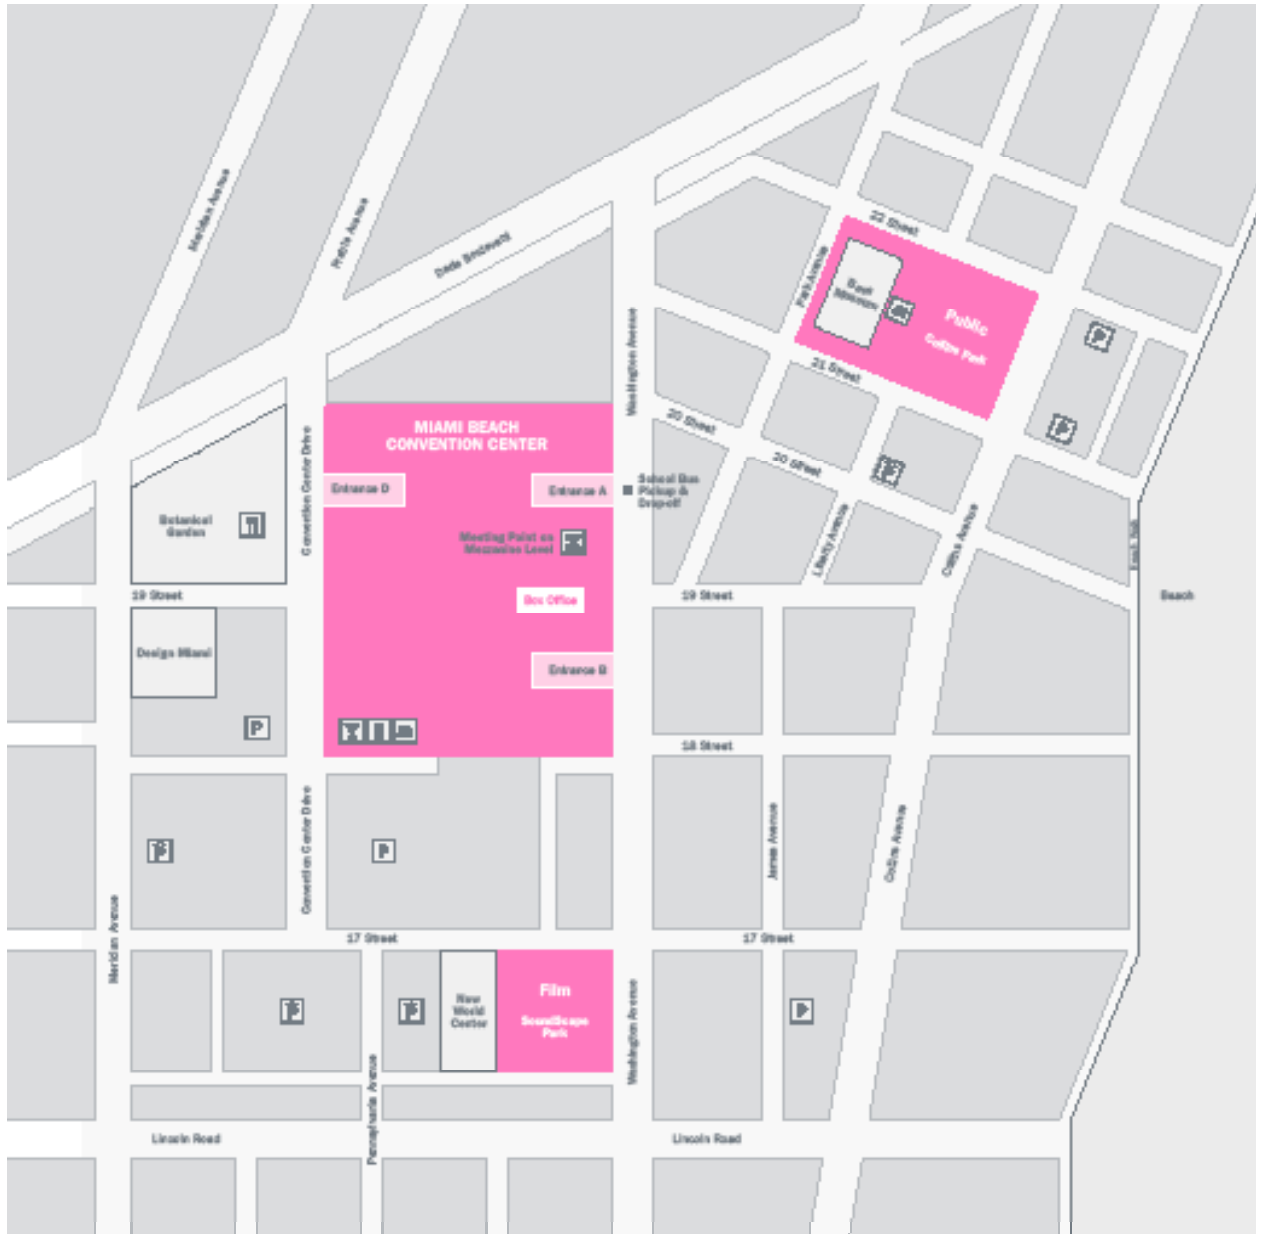 Meridian Avenue
Prairie Avenue
Dade Boulevard
22 Street
Park Avenue
Bass
Museum
Public
Collins Park
21 Street
Washington Avenue
20 Street
20 Street
P
P
P
MIAMI BEACH
CONVENTION CENTER
Convention Center Drive
Entrance D
Entrance A
School Bus
Pickup &
Drop-off
Botanical
Garden
Meeting Point on
Mezzanine Level
Liberty Avenue
Collins Avenue
19 Street
Box Office
19 Street
Beach
Design Miami
Entrance B
P
18 Street
Convention Center Drive
P
P
James Avenue
Collins Avenue
Meridian Avenue
17 Street
17 Street
Film
SoundScape
Park
New
World
Center
P
P
P
Washington Avenue
Pennsylvania Avenue
Lincoln Road
Lincoln Road